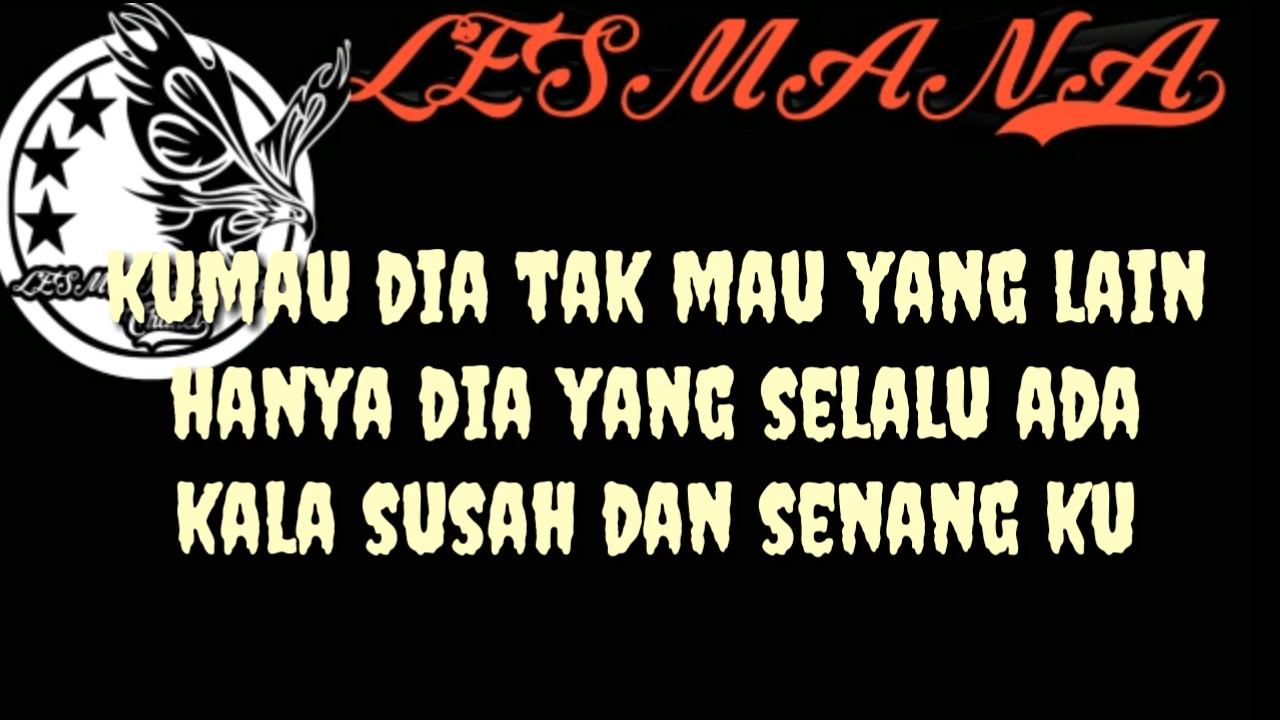 LESMANA
KUMAU DIA TAK MAU YANG LAIN
HANYA DIA YANG SELALU ADA
KALA SUSAH DAN SENANG KU